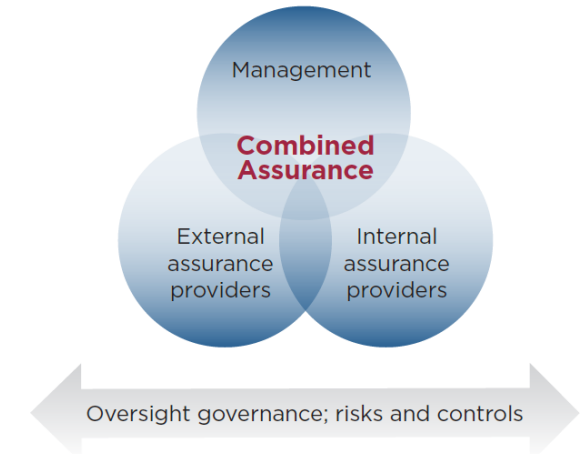 Management
Combined
Assurance
External
assurance
providers
Internal
assurance
providers
Oversight governance; risks and controls